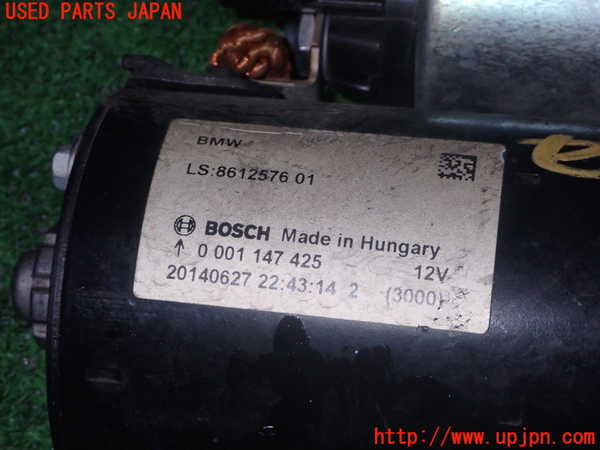 USED PARTS JAPAN
BMW
LS:8612576 01
BOSCH Made in Hungary
↑ 0 001 147 425 12V
20140627 22:43:14 2 (3000)
http://www.upjpn.com